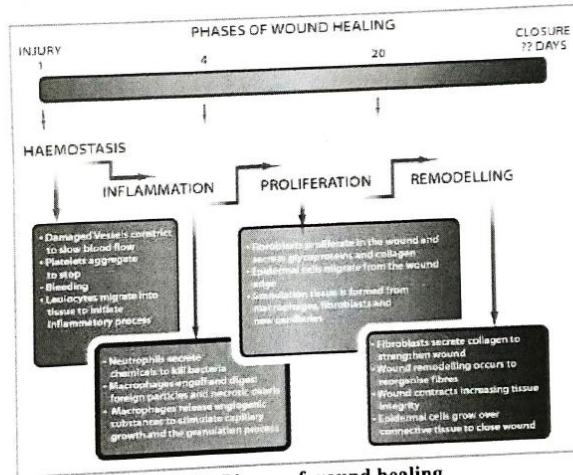 PHASES OF WOUND HEALING
INJURY
1
4
20
CLOSURE
?? DAYS
HAEMOSTASIS
INFLAMMATION
PROLIFERATION
REMODELLING
• Damaged Vessels constrict
to slow blood flow
• Platelets aggregate
to stop
• Bleeding
• Leukocytes migrate into
tissue to initiate
inflammatory process
• Neutrophils secrete
chemicals to kill bacteria
• Macrophages engulf and digest
foreign particles and necrotic debris
• Macrophages release angiogenic
substances to stimulate capillary
growth and the granulation process
• Fibroblasts proliferate in the wound and
secrete glycoproteins and collagen
• Epidermal cells migrate from the wound
edge
• Granulation tissue is formed from
macrophages, fibroblasts and
new capillaries
• Fibroblasts secrete collagen to
strengthen wound
• Wound remodelling occurs to
reorganise fibres
• Wound contracts increasing tissue
integrity
• Epidermal cells grow over
connective tissue to close wound
of wound healing